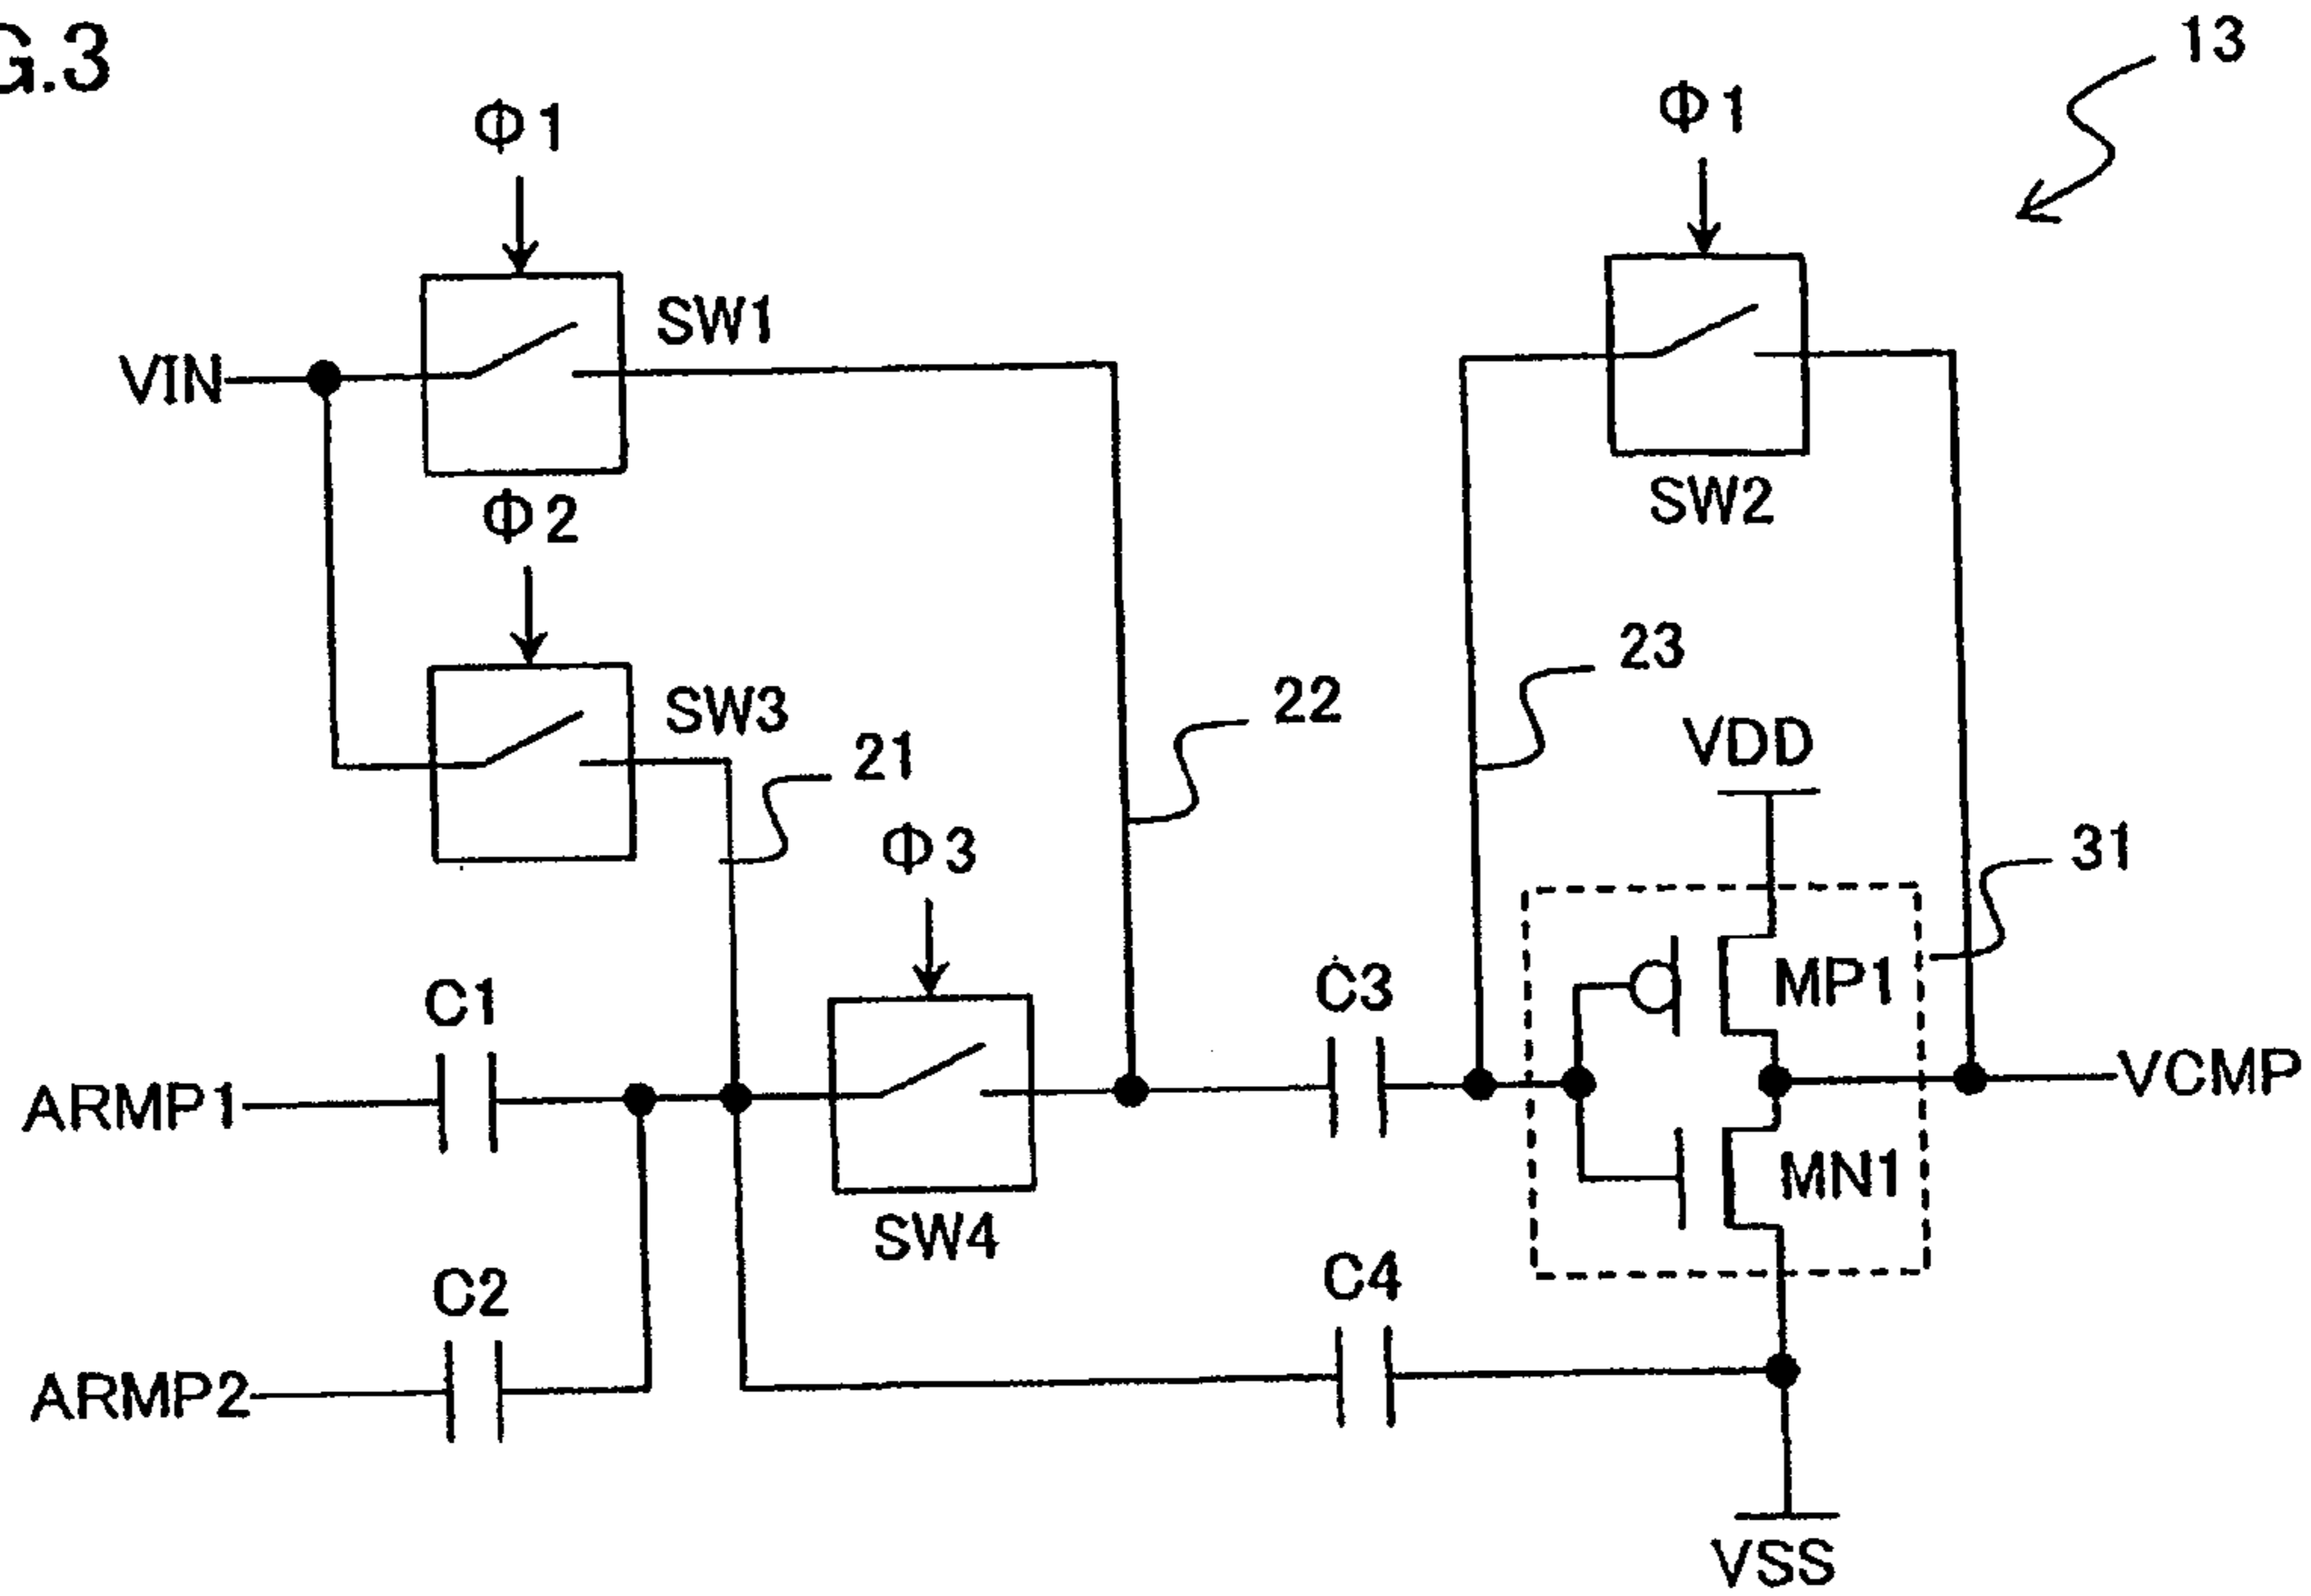 G.3
13
Φ1
Φ1
SW1
VIN
SW2
Φ2
23
SW3
22
21
VDD
Φ3
31
C1
C3
MP1
ARMP1
VCMP
MN1
SW4
C2
C4
ARMP2
VSS